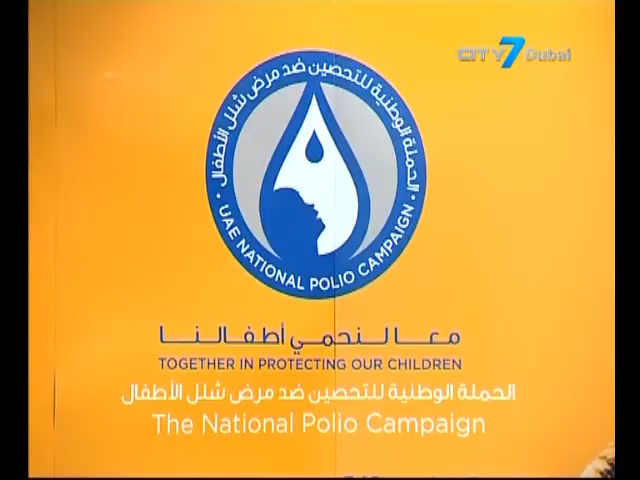 CITY7 Dubai
الحملة الوطنية للتحصين ضد مرض شلل الأطفال
UAE NATIONAL POLIO CAMPAIGN
معا لنحمي أطفالنا
TOGETHER IN PROTECTING OUR CHILDREN
الحملة الوطنية للتحصين ضد مرض شلل الأطفال
The National Polio Campaign